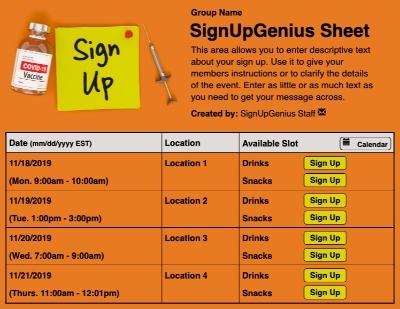 Group Name
SignUpGenius Sheet
This area allows you to enter descriptive text
about your sign up. Use it to give your
members instructions or to clarify the details
of the event. Enter as little or as much text as
you need to get your message across.
Created by: SignUpGenius Staff
COVID-19
Vaccine
Sign
Up
Date (mm/dd/yyyy EST) Location Available Slot Calendar
11/18/2019 Location 1 Drinks Sign Up
(Mon. 9:00am - 10:00am) Snacks Sign Up
11/19/2019 Location 2 Drinks Sign Up
(Tue. 1:00pm - 3:00pm) Snacks Sign Up
11/20/2019 Location 3 Drinks Sign Up
(Wed. 7:00am - 9:00am) Snacks Sign Up
11/21/2019 Location 4 Drinks Sign Up
(Thurs. 11:00am - 12:01pm) Snacks Sign Up